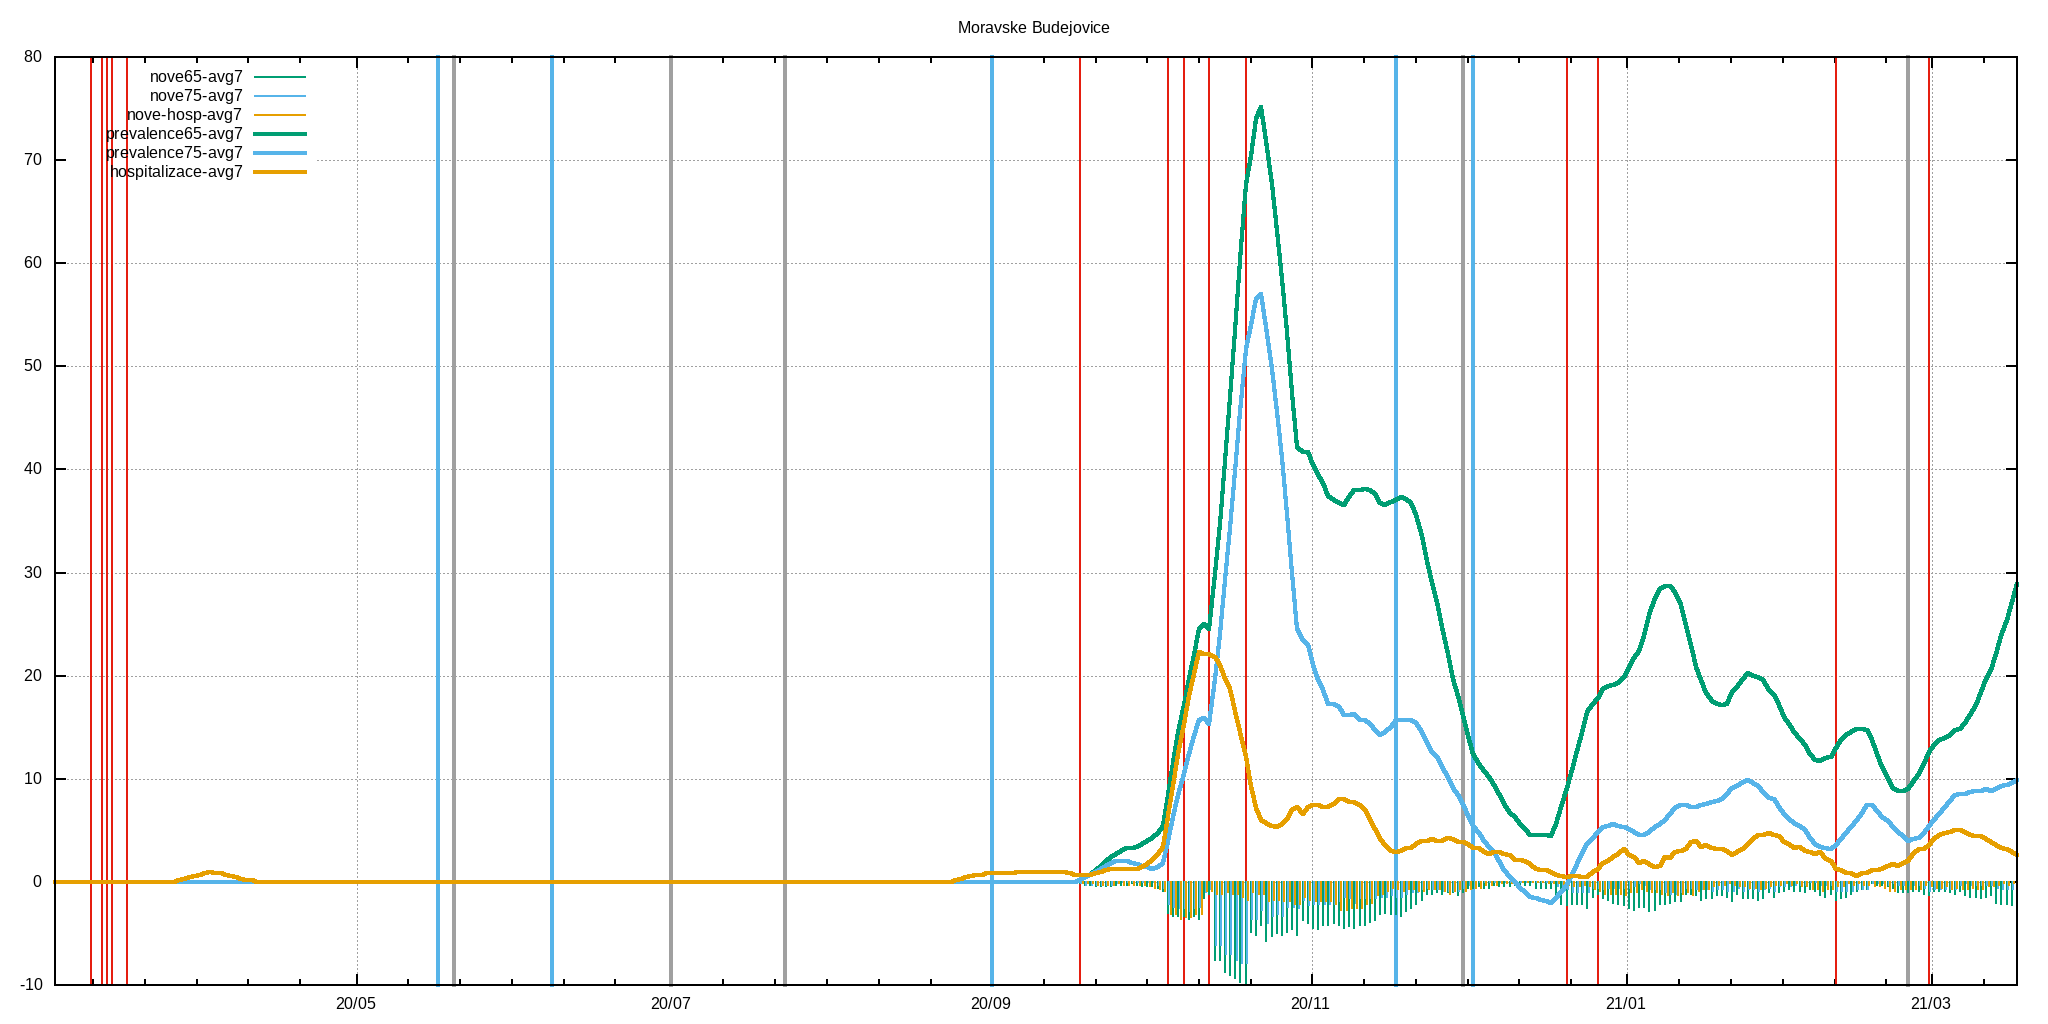 Moravske Budejovice
80
70
60
50
40
30
20
10
0
-10
nove65-avg7
nove75-avg7
nove-hosp-avg7
prevalence65-avg7
prevalence75-avg7
hospitalizace-avg7
20/05 20/07 20/09 20/11 21/01 21/03